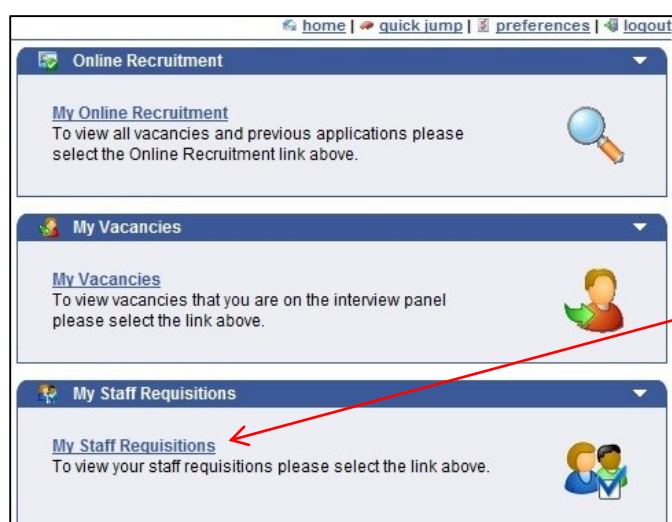 home | quick jump | preferences | logout
Online Recruitment
My Online Recruitment
To view all vacancies and previous applications please
select the Online Recruitment link above.
My Vacancies
My Vacancies
To view vacancies that you are on the interview panel
please select the link above.
My Staff Requisitions
My Staff Requisitions
To view your staff requisitions please select the link above.